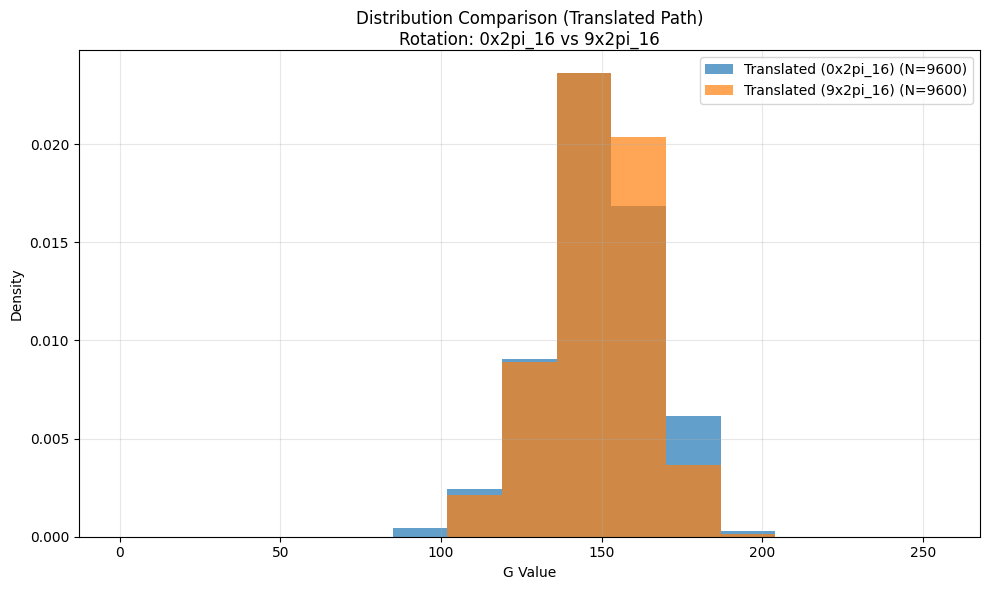 Distribution Comparison (Translated Path)
Rotation: 0x2pi_16 vs 9x2pi_16
Translated (0x2pi_16) (N=9600)
Translated (9x2pi_16) (N=9600)
0.020
0.015
0.010
0.005
0.000
Density
0 50 100 150 200 250
G Value